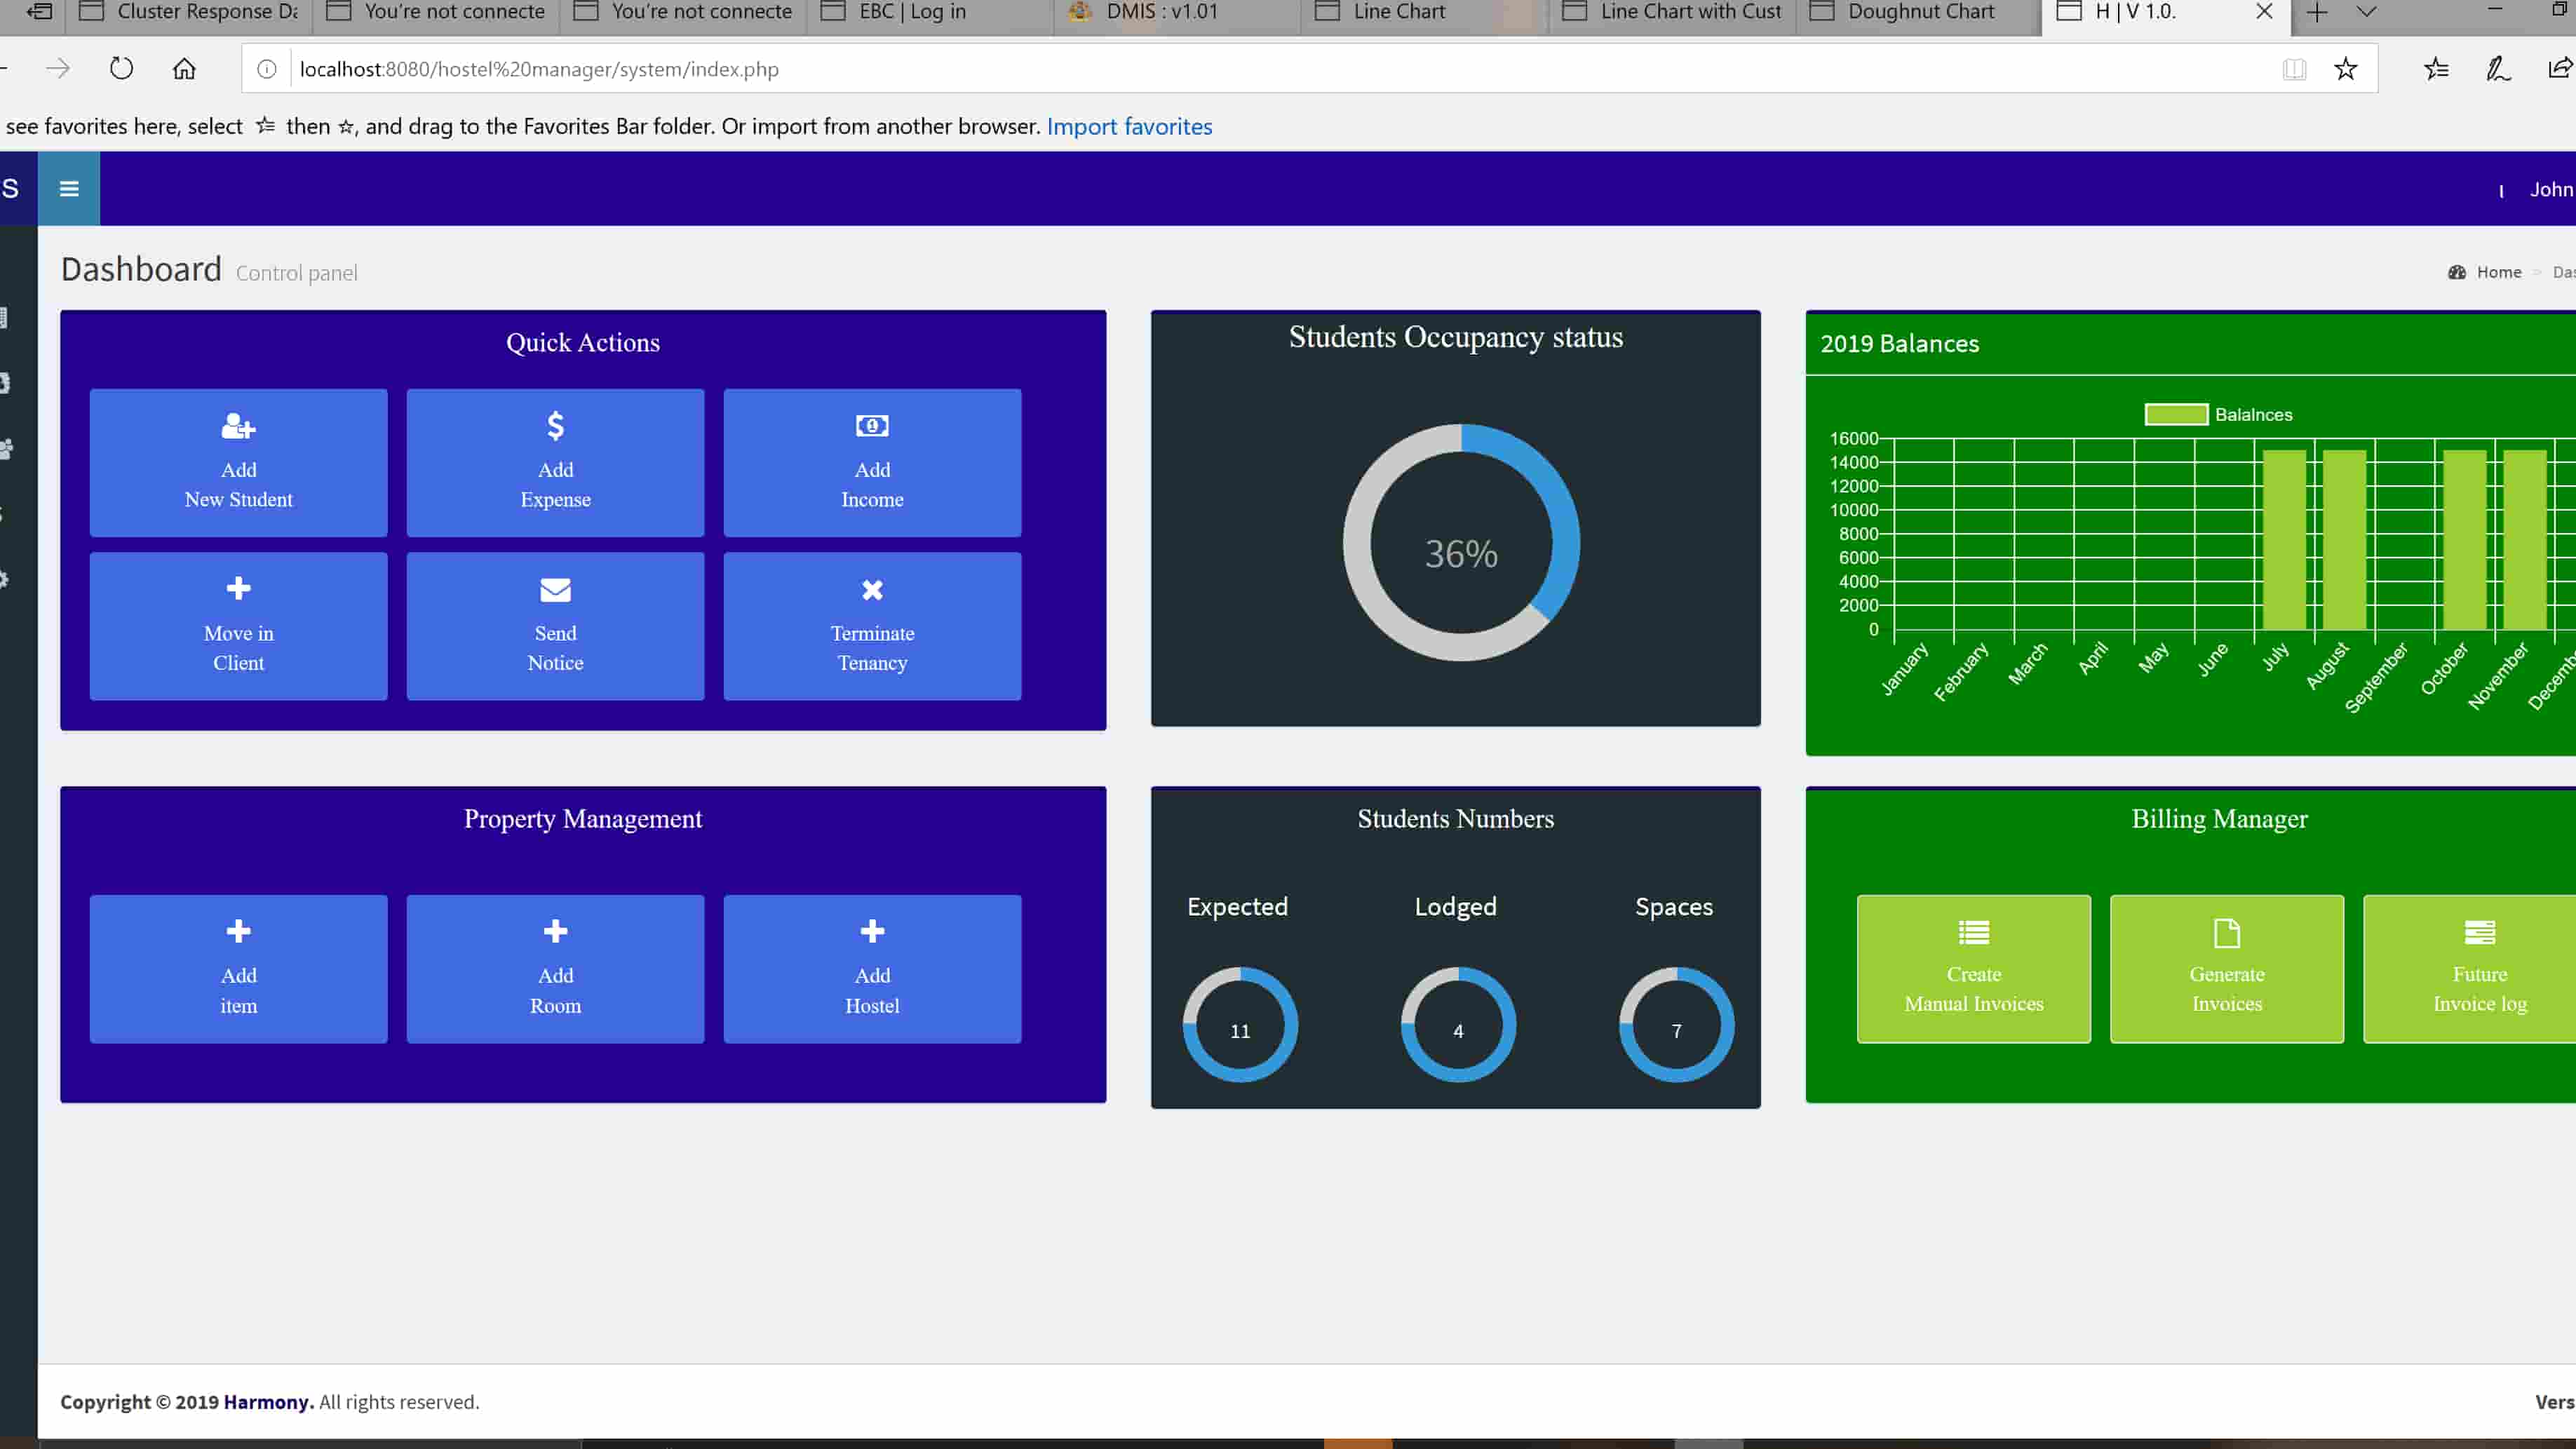 Cluster Response Da
You're not connecte
You're not connecte
EBC | Log in
DMIS : v1.01
Line Chart
Line Chart with Cust
Doughnut Chart
H | V 1.0.
localhost:8080/hostel%20manager/system/index.php
see favorites here, select then , and drag to the Favorites Bar folder. Or import from another browser. Import favorites
S
John
Dashboard Control panel
Home > Das
Quick Actions
Add
New Student
Add
Expense
Add
Income
Move in
Client
Send
Notice
Terminate
Tenancy
Students Occupancy status
36%
2019 Balances
Balalnces
16000
14000
12000
10000
8000
6000
4000
2000
0
January
February
March
April
May
June
July
August
September
October
November
Decemb
Property Management
Add
item
Add
Room
Add
Hostel
Students Numbers
Expected
Lodged
Spaces
11
4
7
Billing Manager
Create
Manual Invoices
Generate
Invoices
Future
Invoice log
Copyright © 2019 Harmony. All rights reserved.
Vers